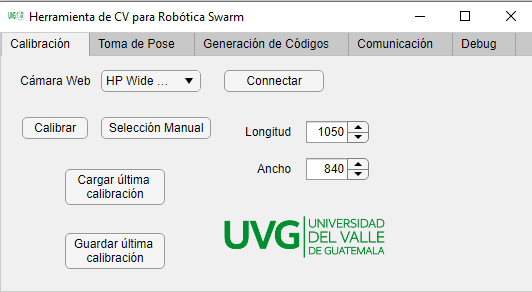 Herramienta de CV para Robótica Swarm
Calibración Toma de Pose Generación de Códigos Comunicación Debug
Cámara Web HP Wide ... Conectar
Calibrar Selección Manual Longitud 1050
Ancho 840
Cargar última
calibración
Guardar última
calibración
UVG UNIVERSIDAD
DEL VALLE
DE GUATEMALA